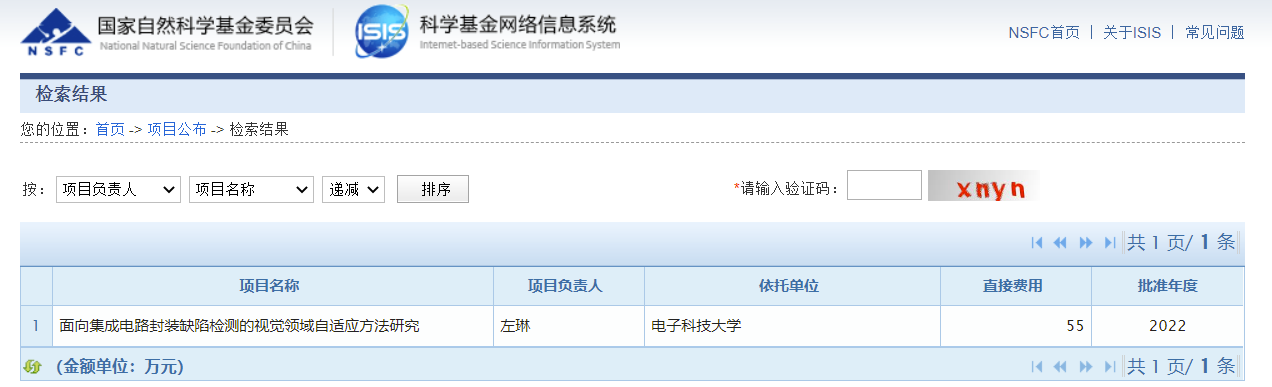 国家自然科学基金委员会
National Natural Science Foundation of China
NSFC
ISIS
科学基金网络信息系统
Internet-based Science Information System
NSFC首页 | 关于ISIS | 常见问题
检索结果
您的位置：首页 -> 项目公布 -> 检索结果
按： 项目负责人 项目名称 递减 排序 *请输入验证码： xnyn
共 1 页/ 1 条
项目名称 项目负责人 依托单位 直接费用 批准年度
1 面向集成电路封装缺陷检测的视觉领域自适应方法研究 左琳 电子科技大学 55 2022
(金额单位：万元) 共 1 页/ 1 条